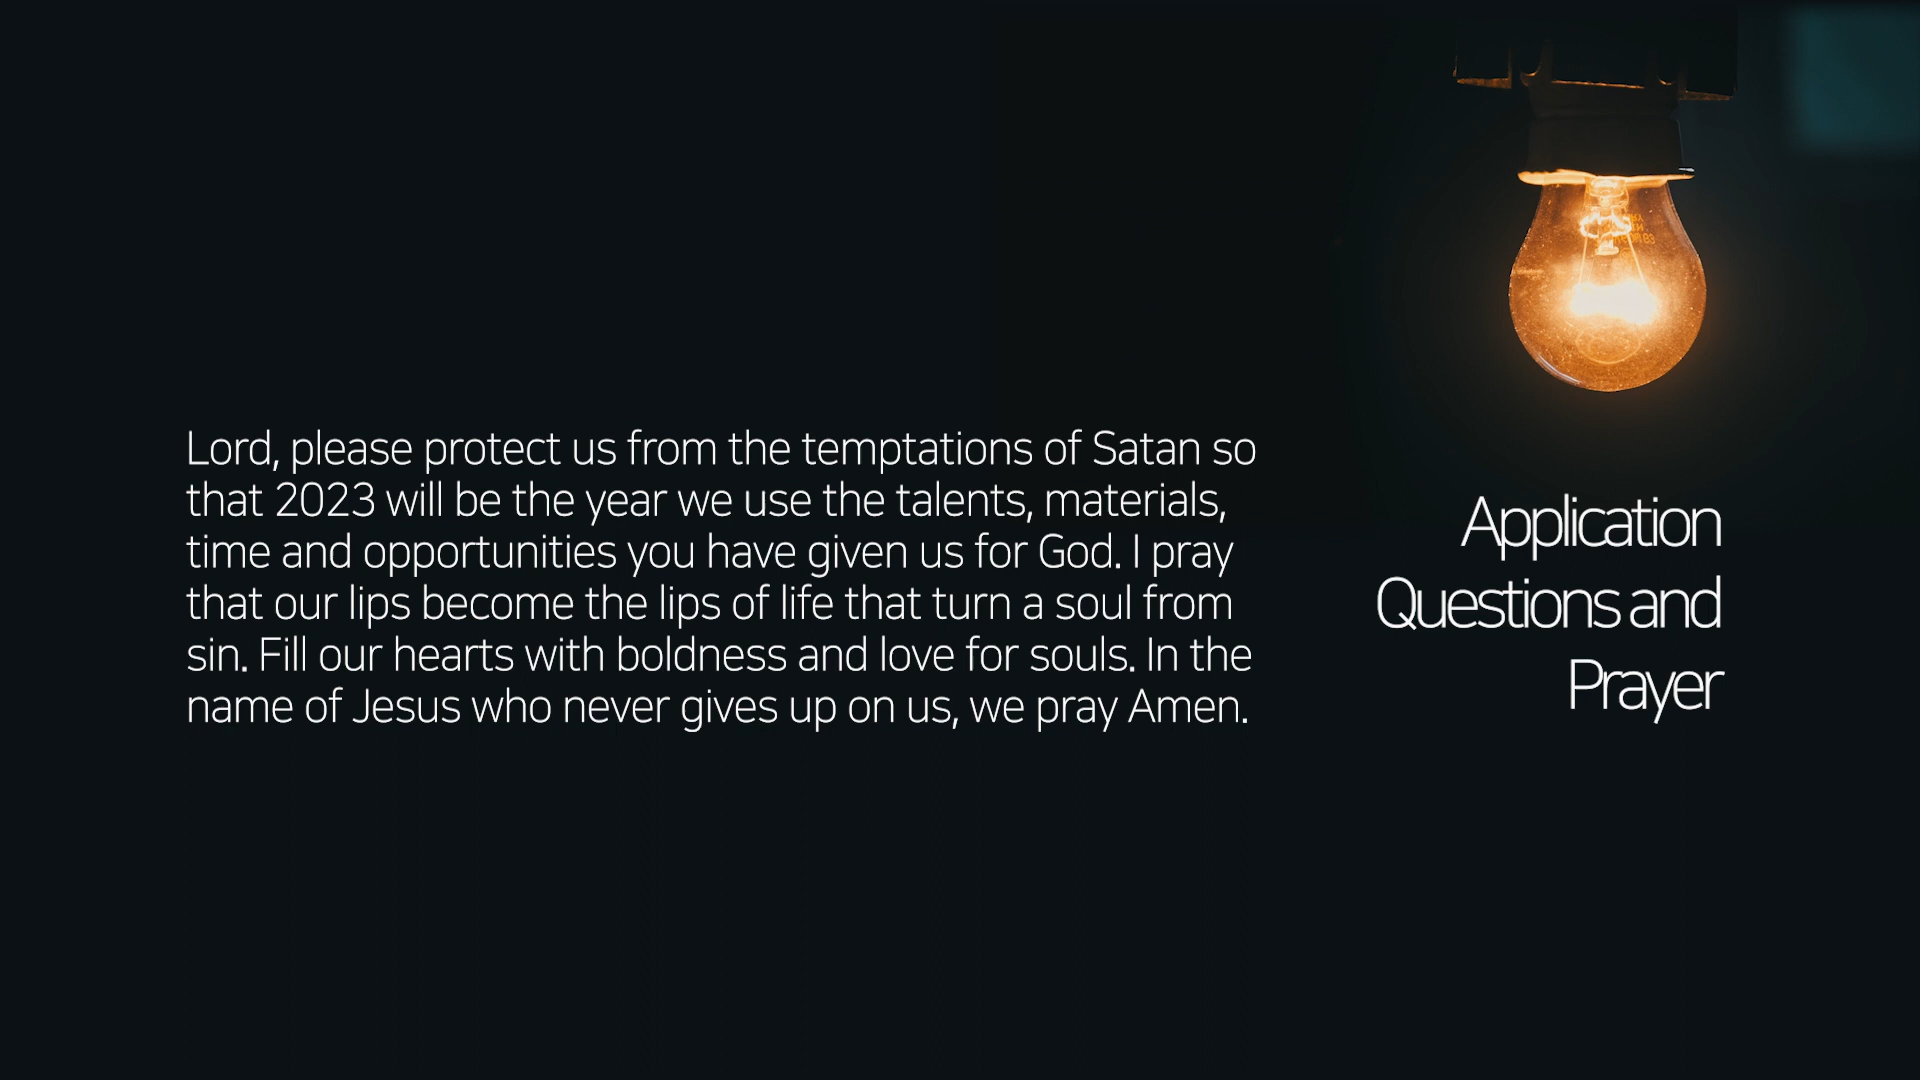 Lord, please protect us from the temptations of Satan so
that 2023 will be the year we use the talents, materials,
time and opportunities you have given us for God. I pray
that our lips become the lips of life that turn a soul from
sin. Fill our hearts with boldness and love for souls. In the
name of Jesus who never gives up on us, we pray Amen.
Application
Questions and
Prayer